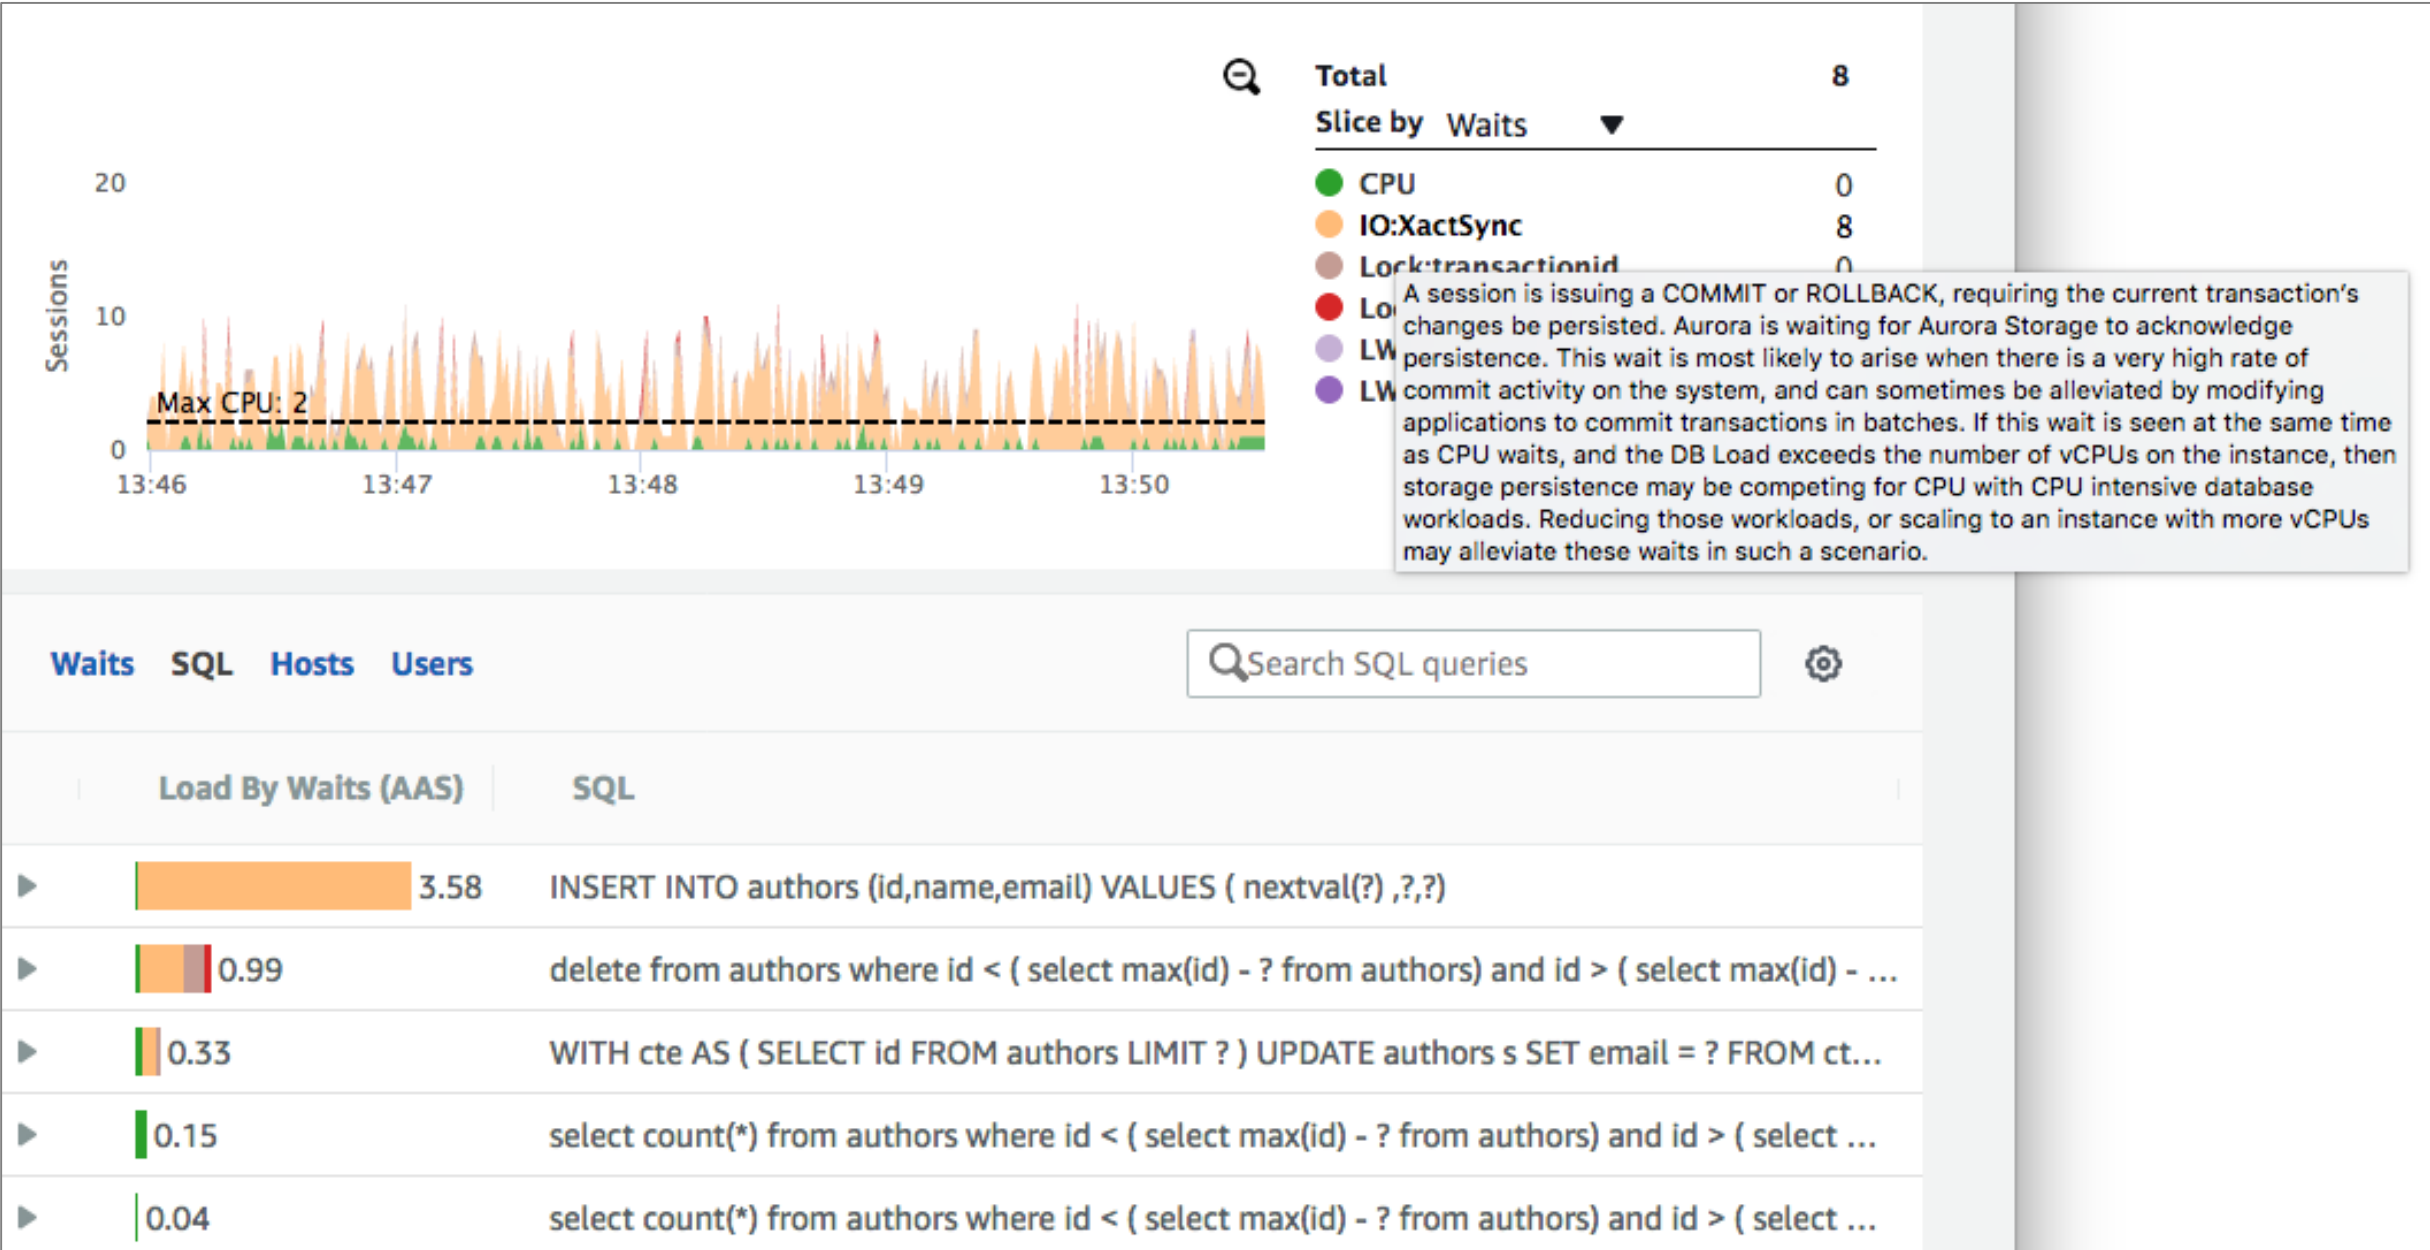 Total 8
Slice by Waits
20
10
0
Sessions
Max CPU: 2
13:46 13:47 13:48 13:49 13:50
CPU 0
IO:XactSync 8
Lock:transactionid 0
Lo
LW
LW
A session is issuing a COMMIT or ROLLBACK, requiring the current transaction's
changes be persisted. Aurora is waiting for Aurora Storage to acknowledge
persistence. This wait is most likely to arise when there is a very high rate of
commit activity on the system, and can sometimes be alleviated by modifying
applications to commit transactions in batches. If this wait is seen at the same time
as CPU waits, and the DB Load exceeds the number of vCPUs on the instance, then
storage persistence may be competing for CPU with CPU intensive database
workloads. Reducing those workloads, or scaling to an instance with more vCPUs
may alleviate these waits in such a scenario.
Waits SQL Hosts Users
Search SQL queries
Load By Waits (AAS) SQL
3.58 INSERT INTO authors (id,name,email) VALUES ( nextval(?) ,?,?)
0.99 delete from authors where id < ( select max(id) - ? from authors) and id > ( select max(id) - ...
0.33 WITH cte AS ( SELECT id FROM authors LIMIT ? ) UPDATE authors s SET email = ? FROM ct...
0.15 select count(*) from authors where id < ( select max(id) - ? from authors) and id > ( select ...
0.04 select count(*) from authors where id < ( select max(id) - ? from authors) and id > ( select ...